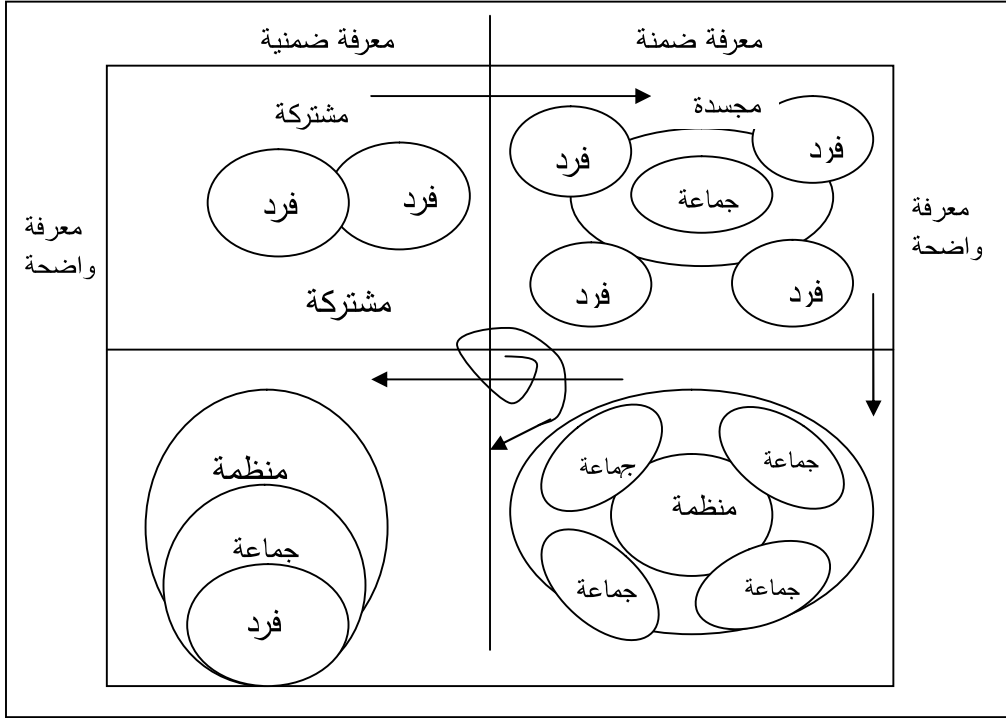 معرفة ضمنة
معرفة ضمنية
مجسدة
مشتركة
فرد
فرد
جماعة
فرد
فرد
فرد
فرد
مشتركة
معرفة
واضحة
معرفة
واضحة
جماعة
جماعة
منظمة
جماعة
جماعة
منظمة
جماعة
فرد